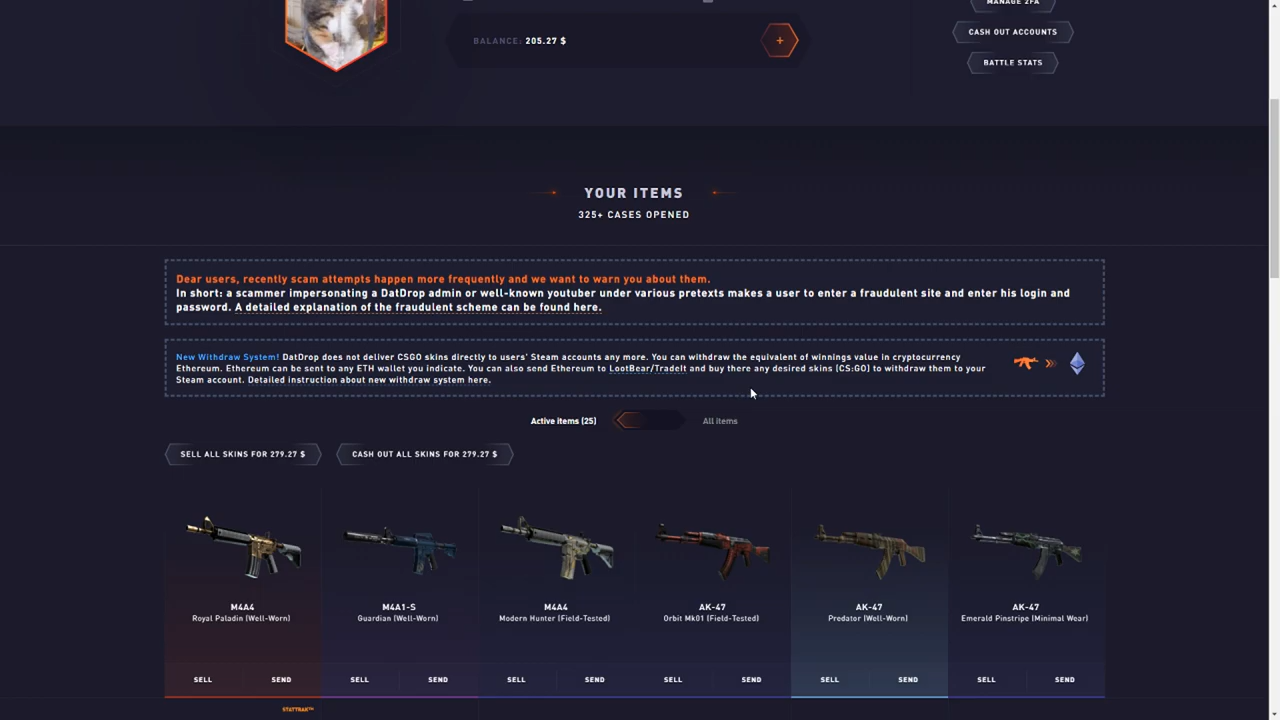 MANAGE 2FA
BALANCE: 205.27 $
+
CASH OUT ACCOUNTS
BATTLE STATS
YOUR ITEMS
325+ CASES OPENED
Dear users, recently scam attempts happen more frequently and we want to warn you about them.
In short: a scammer impersonating a DatDrop admin or well-known youtuber under various pretexts makes a user to enter a fraudulent site and enter his login and
password. A detailed explanation of the fraudulent scheme can be found here.
New Withdraw System! DatDrop does not deliver CSGO skins directly to users' Steam accounts any more. You can withdraw the equivalent of winnings value in cryptocurrency
Ethereum. Ethereum can be sent to any ETH wallet you indicate. You can also send Ethereum to LootBear/TradeIt and buy there any desired skins (CS:GO) to withdraw them to your
Steam account. Detailed instruction about new withdraw system here.
Active items (25)
All items
SELL ALL SKINS FOR 279.27 $
CASH OUT ALL SKINS FOR 279.27 $
M4A4
Royal Paladin (Well-Worn)
SELL
SEND
M4A1-S
Guardian (Well-Worn)
SELL
SEND
M4A4
Modern Hunter (Field-Tested)
SELL
SEND
AK-47
Orbit Mk01 (Field-Tested)
SELL
SEND
AK-47
Predator (Well-Worn)
SELL
SEND
AK-47
Emerald Pinstripe (Minimal Wear)
SELL
SEND
STATTRAK™